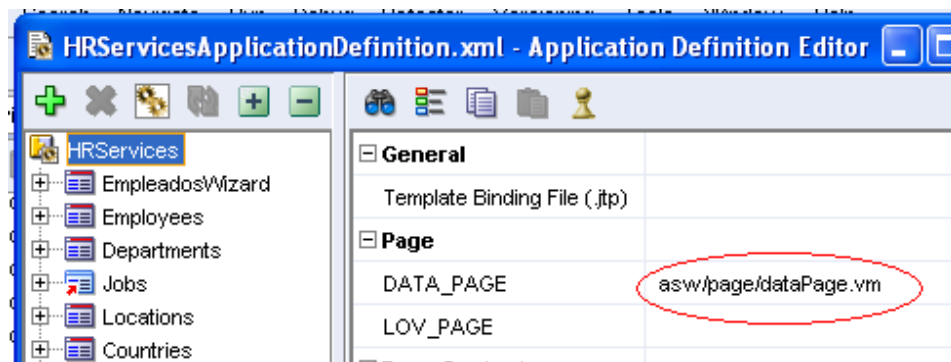 HRServicesApplicationDefinition.xml - Application Definition Editor
HRServices
EmpleadosWizard
Employees
Departments
Jobs
Locations
Countries
General
Template Binding File (.jtp)
Page
DATA_PAGE asw/page/dataPage.vm
LOV_PAGE